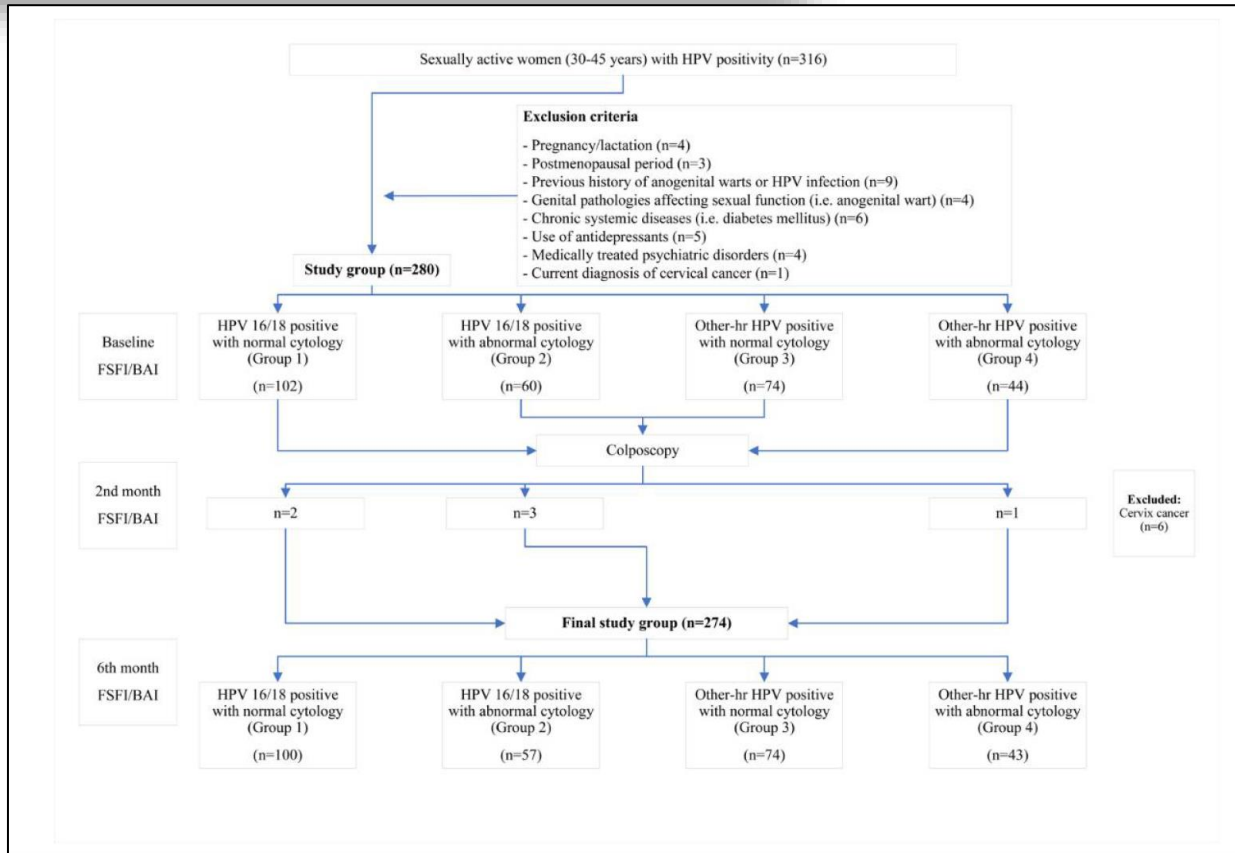 Sexually active women (30-45 years) with HPV positivity (n=316)
Exclusion criteria
- Pregnancy/lactation (n=4)
- Postmenopausal period (n=3)
- Previous history of anogenital warts or HPV infection (n=9)
- Genital pathologies affecting sexual function (i.e. anogenital wart) (n=4)
- Chronic systemic diseases (i.e. diabetes mellitus) (n=6)
- Use of antidepressants (n=5)
- Medically treated psychiatric disorders (n=4)
- Current diagnosis of cervical cancer (n=1)
Study group (n=280)
Baseline
FSFI/BAI
HPV 16/18 positive
with normal cytology
(Group 1)
(n=102)
HPV 16/18 positive
with abnormal cytology
(Group 2)
(n=60)
Other-hr HPV positive
with normal cytology
(Group 3)
(n=74)
Other-hr HPV positive
with abnormal cytology
(Group 4)
(n=44)
Colposcopy
2nd month
FSFI/BAI
n=2
n=3
n=1
Excluded:
Cervix cancer
(n=6)
Final study group (n=274)
6th month
FSFI/BAI
HPV 16/18 positive
with normal cytology
(Group 1)
(n=100)
HPV 16/18 positive
with abnormal cytology
(Group 2)
(n=57)
Other-hr HPV positive
with normal cytology
(Group 3)
(n=74)
Other-hr HPV positive
with abnormal cytology
(Group 4)
(n=43)